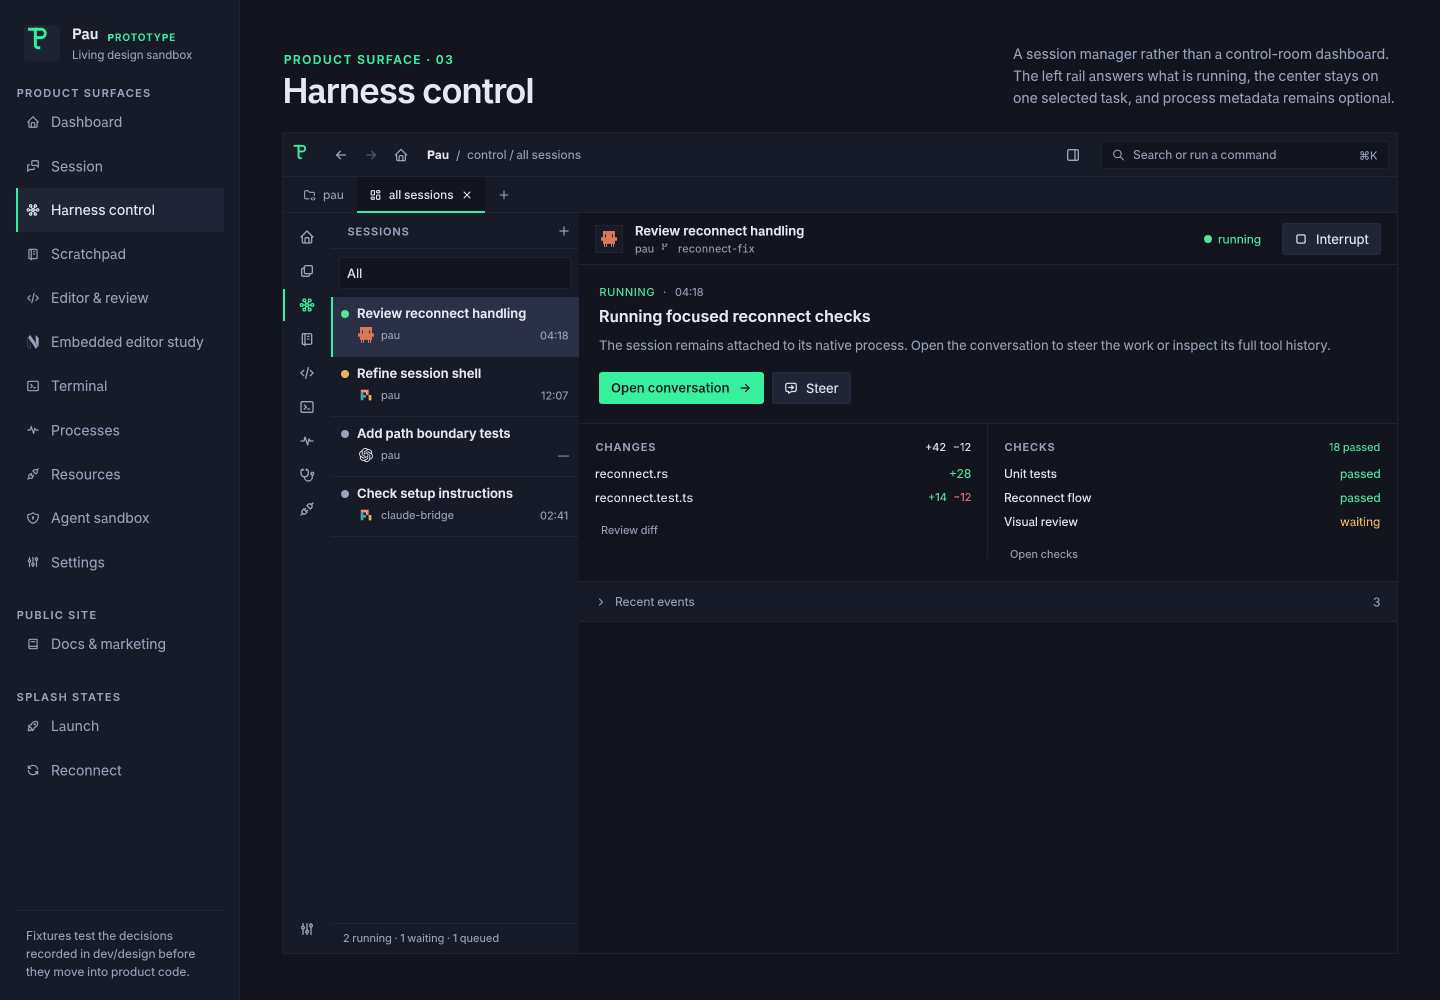 Pau PROTOTYPE
Living design sandbox
PRODUCT SURFACES
Dashboard
Session
Harness control
Scratchpad
Editor & review
Embedded editor study
Terminal
Processes
Resources
Agent sandbox
Settings
PUBLIC SITE
Docs & marketing
SPLASH STATES
Launch
Reconnect
Fixtures test the decisions
recorded in dev/design before
they move into product code.
PRODUCT SURFACE · 03
Harness control
A session manager rather than a control-room dashboard.
The left rail answers what is running, the center stays on
one selected task, and process metadata remains optional.
Pau / control / all sessions
Search or run a command ⌘K
pau
all sessions
SESSIONS
All
Review reconnect handling
pau 04:18
Refine session shell
pau 12:07
Add path boundary tests
pau —
Check setup instructions
claude-bridge 02:41
2 running · 1 waiting · 1 queued
Review reconnect handling
pau reconnect-fix
running
Interrupt
RUNNING · 04:18
Running focused reconnect checks
The session remains attached to its native process. Open the conversation to steer the work or inspect its full tool history.
Open conversation
Steer
CHANGES +42 −12
reconnect.rs +28
reconnect.test.ts +14 −12
Review diff
CHECKS 18 passed
Unit tests passed
Reconnect flow passed
Visual review waiting
Open checks
Recent events 3